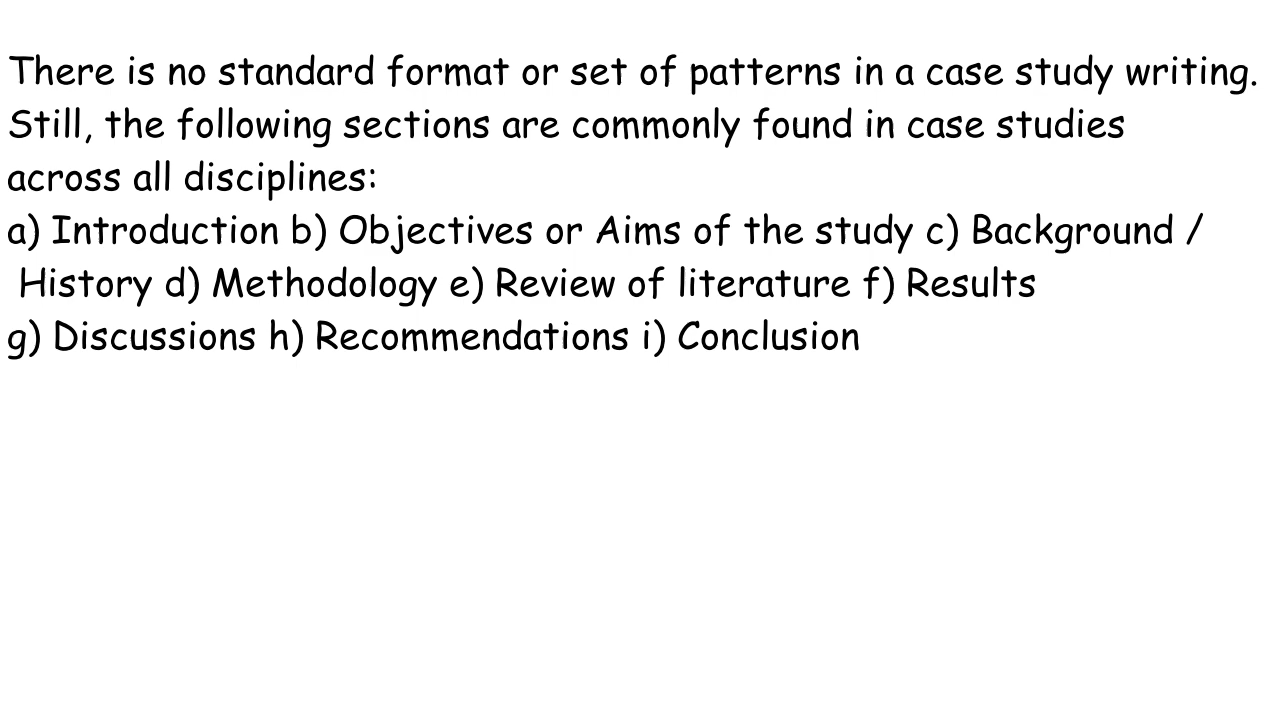 There is no standard format or set of patterns in a case study writing.
Still, the following sections are commonly found in case studies
across all disciplines:
a) Introduction b) Objectives or Aims of the study c) Background /
History d) Methodology e) Review of literature f) Results
g) Discussions h) Recommendations i) Conclusion